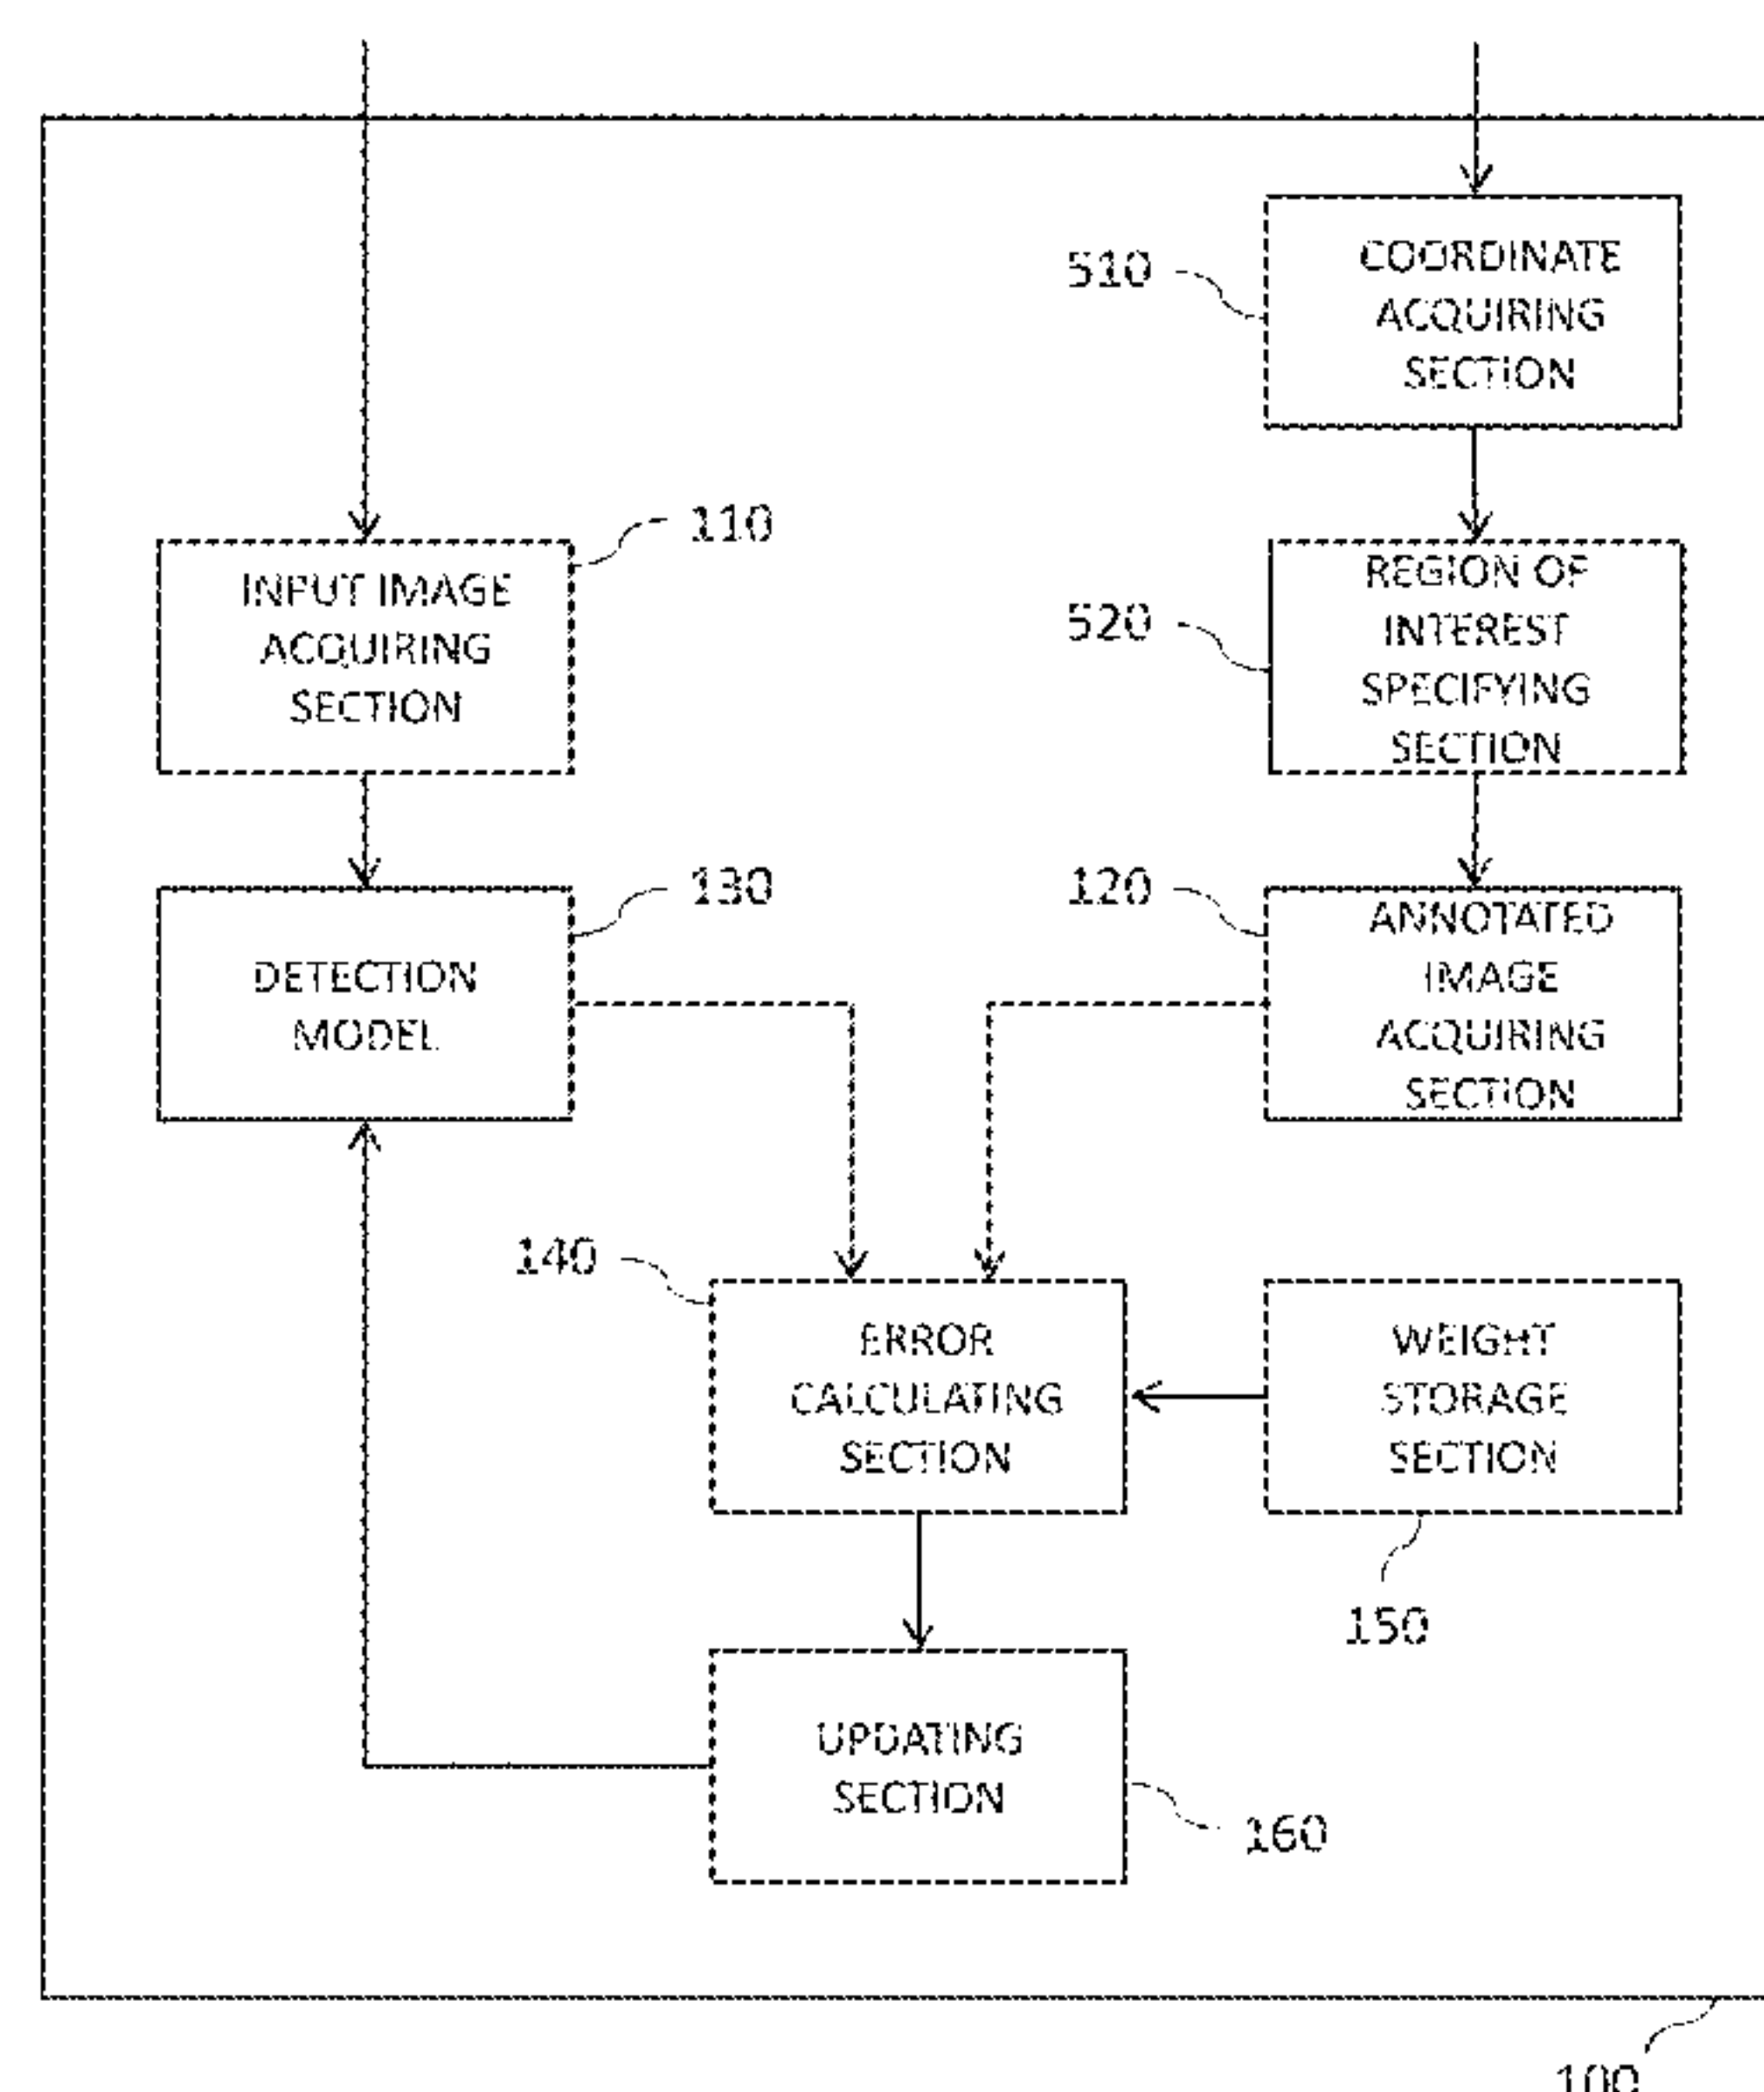 510
COORDINATE
ACQUIRING
SECTION
110
INPUT IMAGE
ACQUIRING
SECTION
520
REGION OF
INTEREST
SPECIFYING
SECTION
130
DETECTION
MODEL
120
ANNOTATED
IMAGE
ACQUIRING
SECTION
140
ERROR
CALCULATING
SECTION
WEIGHT
STORAGE
SECTION
150
UPDATING
SECTION
160
100